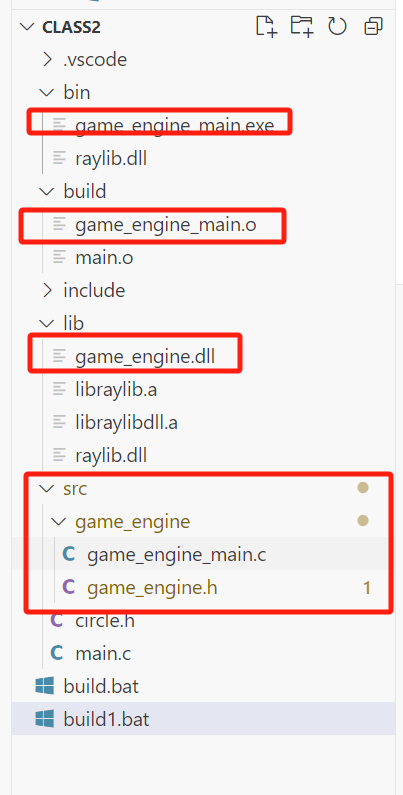 CLASS2
.vscode
bin
game_engine_main.exe
raylib.dll
build
game_engine_main.o
main.o
include
lib
game_engine.dll
libraylib.a
libraylibdll.a
raylib.dll
src
game_engine
C game_engine_main.c
C game_engine.h 1
C circle.h
C main.c
build.bat
build1.bat